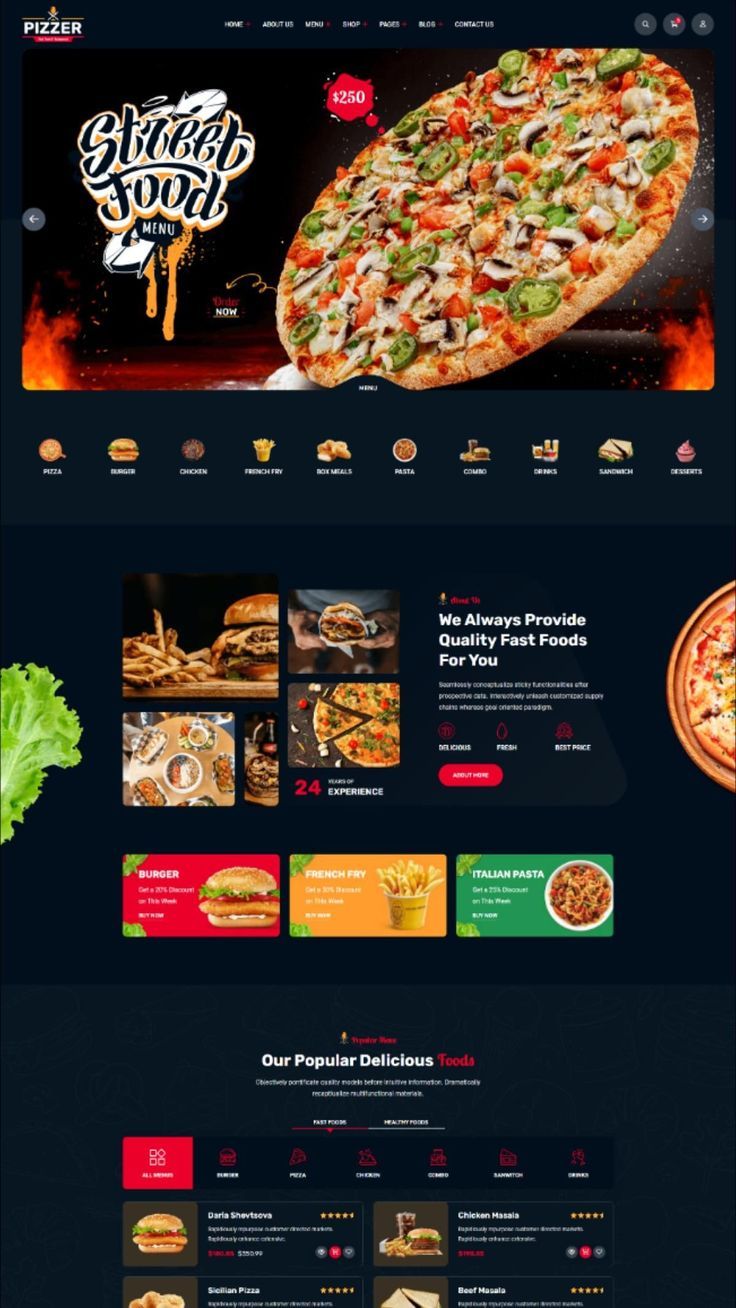 PIZZER
HOME + ABOUT US MENU + SHOP + PAGES + BLOG + CONTACT US
Street
Food
MENU
$250
Order
NOW
MENU
PIZZA BURGER CHICKEN FRENCH FRY BOX MEALS PASTA COMBO DRINKS SANDWICH DESSERTS
About Us
We Always Provide
Quality Fast Foods
For You
Seamlessly conceptualize sticky functionalities after
prospective data. Interactively unleash customized supply
chains whereas goal oriented paradigm.
DELICIOUS FRESH BEST PRICE
ABOUT MORE
24 YEARS OF
EXPERIENCE
BURGER
Get a 20% Discount
on This Week
BUY NOW
FRENCH FRY
Get a 30% Discount
on This Week
BUY NOW
ITALIAN PASTA
Get a 25% Discount
on This Week
BUY NOW
Popular Menu
Our Popular Delicious Foods
Objectively pontificate quality models before intuitive information. Dramatically
recaptiualize multifunctional materials.
FAST FOODS HEALTHY FOODS
ALL MENUS BURGER PIZZA CHICKEN COMBO SANWITCH DRINKS
Daria Shevtsova
Rapidiously repurpose customer directed markets.
Rapidiously enhance extensive.
$350.99
Chicken Masala
Rapidiously repurpose customer directed markets.
Rapidiously enhance extensive.
Sicilian Pizza
Rapidiously repurpose customer directed markets.
Beef Masala
Rapidiously repurpose customer directed markets.